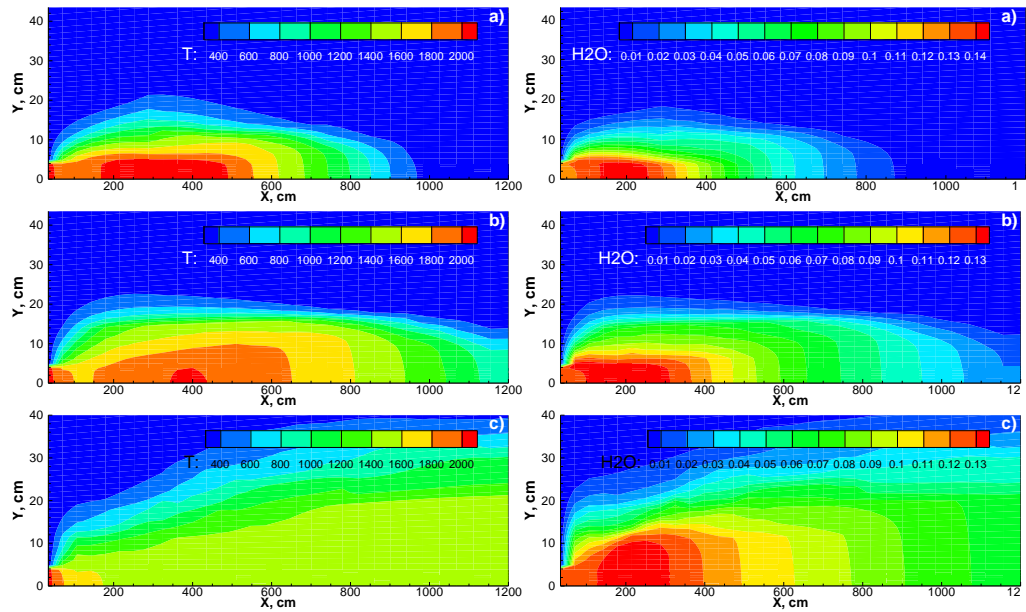 a)
40
T:
400 600 800 1000 1200 1400 1600 1800 2000
30
Y, cm
20
10
0
200 400 600 800 1000 1200
X, cm
a)
40
H2O:
0.01 0.02 0.03 0.04 0.05 0.06 0.07 0.08 0.09 0.1 0.11 0.12 0.13 0.14
30
Y, cm
20
10
0
200 400 600 800 1000 1
X, cm
b)
40
T:
400 600 800 1000 1200 1400 1600 1800 2000
30
Y, cm
20
10
0
200 400 600 800 1000 1200
X, cm
b)
40
H2O:
0.01 0.02 0.03 0.04 0.05 0.06 0.07 0.08 0.09 0.1 0.11 0.12 0.13
30
Y, cm
20
10
0
200 400 600 800 1000 120
X, cm
c)
40
T:
400 600 800 1000 1200 1400 1600 1800 2000
30
Y, cm
20
10
0
200 400 600 800 1000 1200
X, cm
c)
40
H2O:
0.01 0.02 0.03 0.04 0.05 0.06 0.07 0.08 0.09 0.1 0.11 0.12 0.13
30
Y, cm
20
10
0
200 400 600 800 1000 120
X, cm